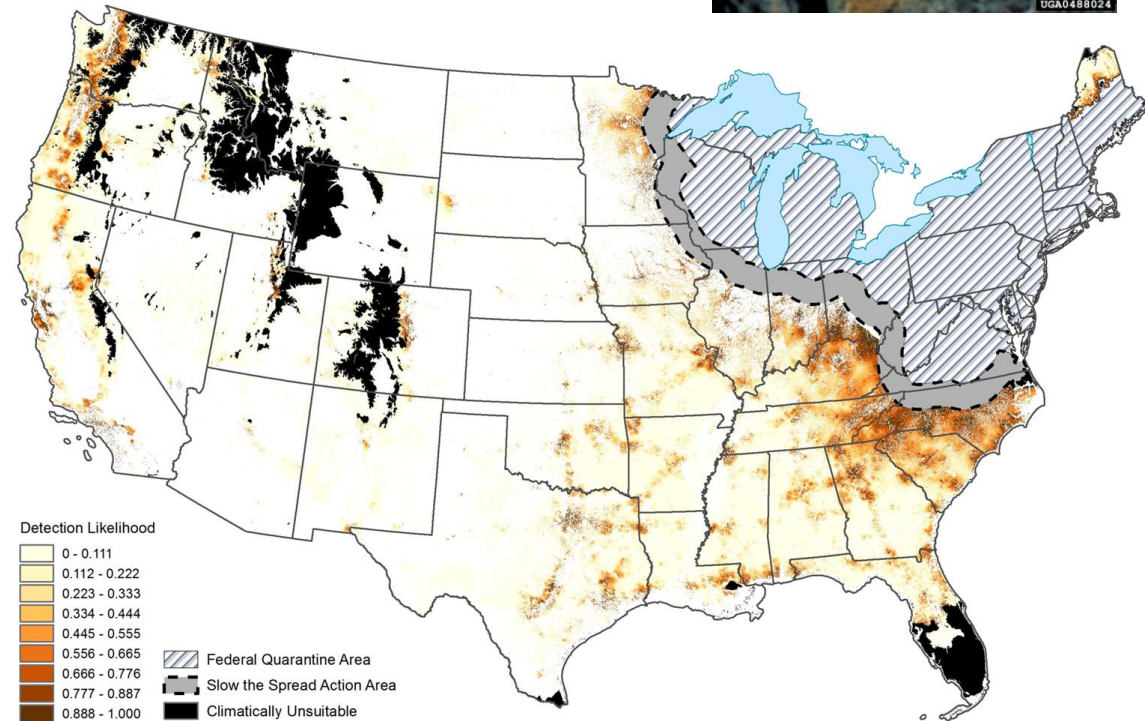 UGA0488024
Detection Likelihood
0 - 0.111
0.112 - 0.222
0.223 - 0.333
0.334 - 0.444
0.445 - 0.555
0.556 - 0.665
0.666 - 0.776
0.777 - 0.887
0.888 - 1.000
Federal Quarantine Area
Slow the Spread Action Area
Climatically Unsuitable